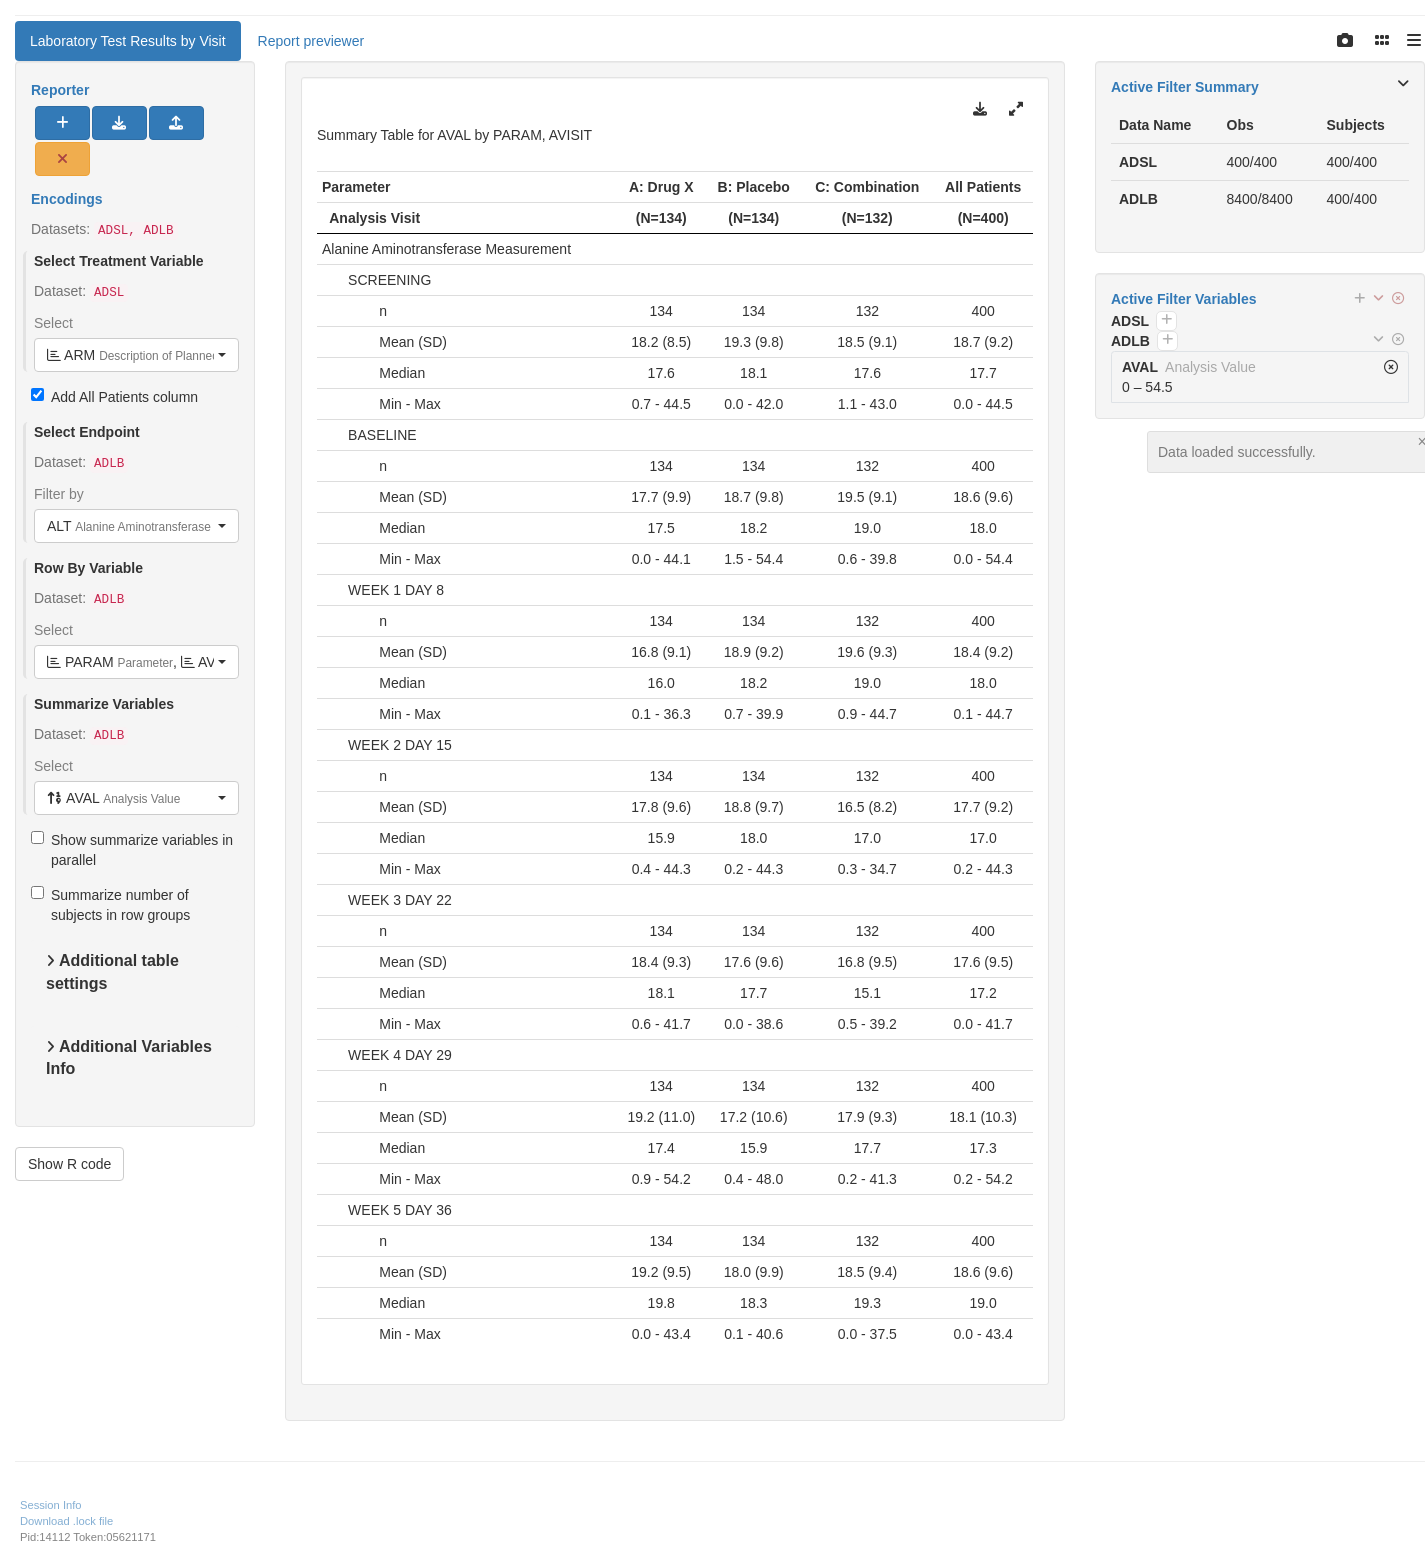 Laboratory Test Results by Visit
Report previewer
Reporter
Encodings
Datasets: ADSL, ADLB
Select Treatment Variable
Dataset: ADSL
Select
ARM Description of Planned
Add All Patients column
Select Endpoint
Dataset: ADLB
Filter by
ALT Alanine Aminotransferase
Row By Variable
Dataset: ADLB
Select
PARAM Parameter, AV
Summarize Variables
Dataset: ADLB
Select
AVAL Analysis Value
Show summarize variables in
parallel
Summarize number of
subjects in row groups
Additional table
settings
Additional Variables
Info
Show R code
Summary Table for AVAL by PARAM, AVISIT
Parameter A: Drug X B: Placebo C: Combination All Patients
Analysis Visit (N=134) (N=134) (N=132) (N=400)
Alanine Aminotransferase Measurement
SCREENING
n 134 134 132 400
Mean (SD) 18.2 (8.5) 19.3 (9.8) 18.5 (9.1) 18.7 (9.2)
Median 17.6 18.1 17.6 17.7
Min - Max 0.7 - 44.5 0.0 - 42.0 1.1 - 43.0 0.0 - 44.5
BASELINE
n 134 134 132 400
Mean (SD) 17.7 (9.9) 18.7 (9.8) 19.5 (9.1) 18.6 (9.6)
Median 17.5 18.2 19.0 18.0
Min - Max 0.0 - 44.1 1.5 - 54.4 0.6 - 39.8 0.0 - 54.4
WEEK 1 DAY 8
n 134 134 132 400
Mean (SD) 16.8 (9.1) 18.9 (9.2) 19.6 (9.3) 18.4 (9.2)
Median 16.0 18.2 19.0 18.0
Min - Max 0.1 - 36.3 0.7 - 39.9 0.9 - 44.7 0.1 - 44.7
WEEK 2 DAY 15
n 134 134 132 400
Mean (SD) 17.8 (9.6) 18.8 (9.7) 16.5 (8.2) 17.7 (9.2)
Median 15.9 18.0 17.0 17.0
Min - Max 0.4 - 44.3 0.2 - 44.3 0.3 - 34.7 0.2 - 44.3
WEEK 3 DAY 22
n 134 134 132 400
Mean (SD) 18.4 (9.3) 17.6 (9.6) 16.8 (9.5) 17.6 (9.5)
Median 18.1 17.7 15.1 17.2
Min - Max 0.6 - 41.7 0.0 - 38.6 0.5 - 39.2 0.0 - 41.7
WEEK 4 DAY 29
n 134 134 132 400
Mean (SD) 19.2 (11.0) 17.2 (10.6) 17.9 (9.3) 18.1 (10.3)
Median 17.4 15.9 17.7 17.3
Min - Max 0.9 - 54.2 0.4 - 48.0 0.2 - 41.3 0.2 - 54.2
WEEK 5 DAY 36
n 134 134 132 400
Mean (SD) 19.2 (9.5) 18.0 (9.9) 18.5 (9.4) 18.6 (9.6)
Median 19.8 18.3 19.3 19.0
Min - Max 0.0 - 43.4 0.1 - 40.6 0.0 - 37.5 0.0 - 43.4
Active Filter Summary
Data Name Obs Subjects
ADSL 400/400 400/400
ADLB 8400/8400 400/400
Active Filter Variables
ADSL
ADLB
AVAL Analysis Value
0 – 54.5
Data loaded successfully.
Session Info
Download .lock file
Pid:14112 Token:05621171